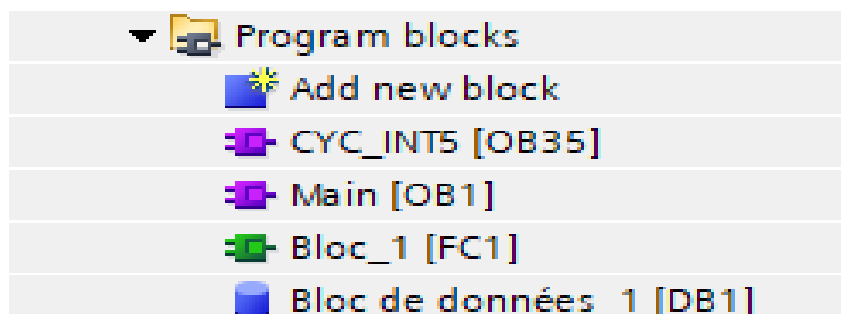 Program blocks
Add new block
CYC_INT5 [OB35]
Main [OB1]
Bloc_1 [FC1]
Bloc de données_1 [DB1]